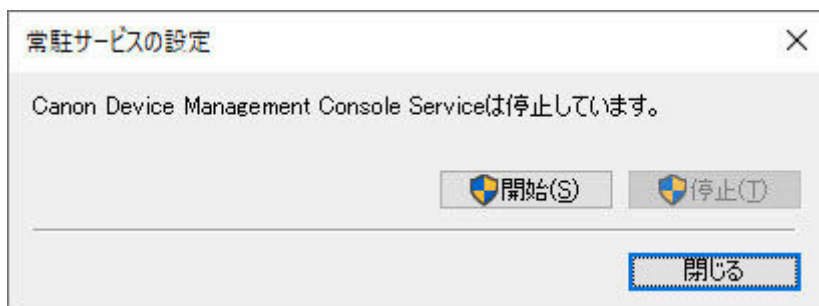 常駐サービスの設定
Canon Device Management Console Serviceは停止しています。
開始(S)
停止(T)
閉じる